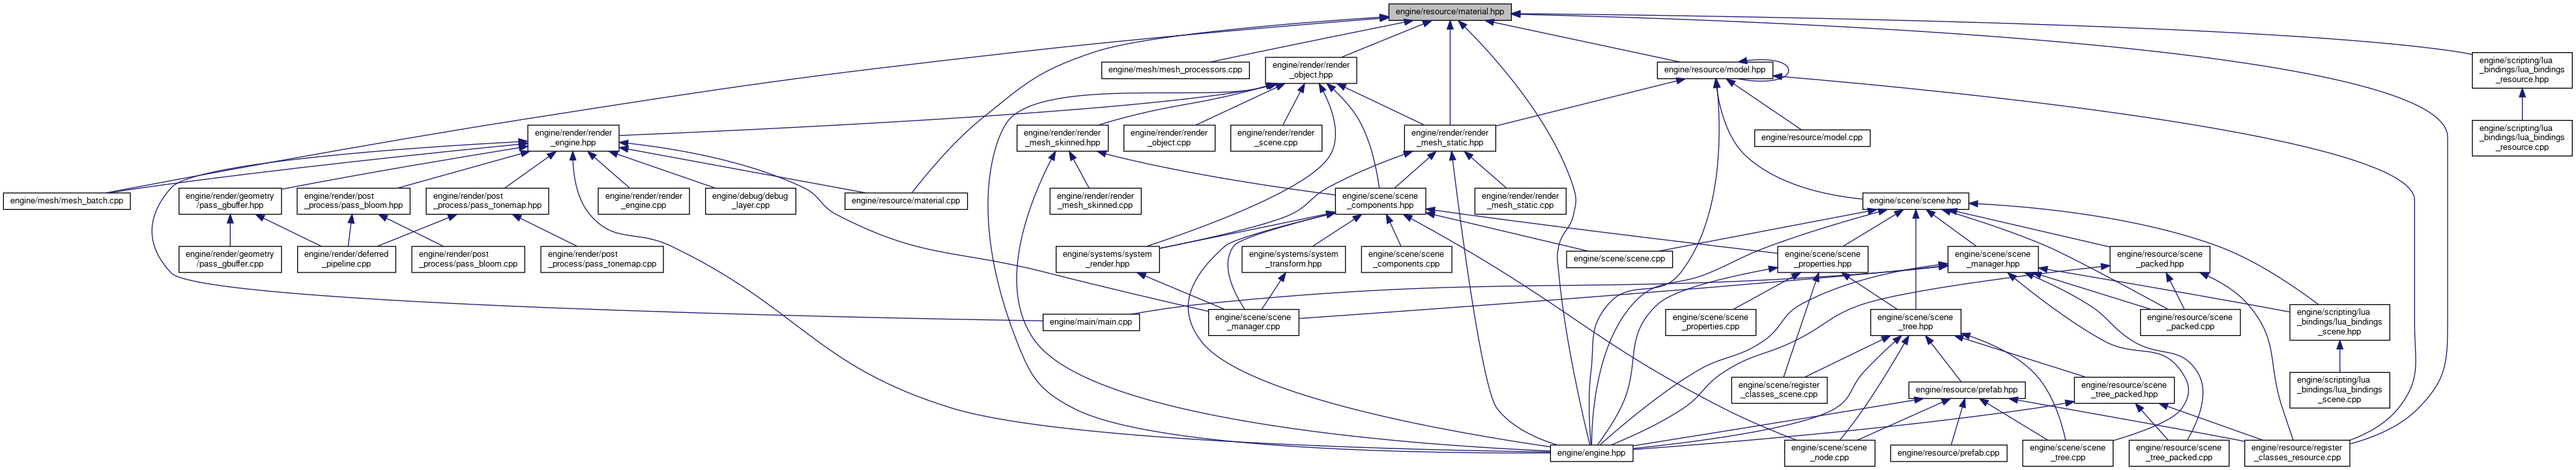 engine/resource/material.hpp
engine/scripting/lua
_bindings/lua_bindings
_resource.hpp
engine/mesh/mesh_processors.cpp
engine/render/render
_object.hpp
engine/resource/model.hpp
engine/render/render
_engine.hpp
engine/render/render
_mesh_skinned.hpp
engine/render/render
_object.cpp
engine/render/render
_scene.cpp
engine/render/render
_mesh_static.hpp
engine/resource/model.cpp
engine/scripting/lua
_bindings/lua_bindings
_resource.cpp
engine/mesh/mesh_batch.cpp
engine/render/geometry
/pass_gbuffer.hpp
engine/render/post
_process/pass_bloom.hpp
engine/render/post
_process/pass_tonemap.hpp
engine/render/render
_engine.cpp
engine/debug/debug
_layer.cpp
engine/resource/material.cpp
engine/render/render
_mesh_skinned.cpp
engine/scene/scene
_components.hpp
engine/render/render
_mesh_static.cpp
engine/scene/scene.hpp
engine/render/geometry
/pass_gbuffer.cpp
engine/render/deferred
_pipeline.cpp
engine/render/post
_process/pass_bloom.cpp
engine/render/post
_process/pass_tonemap.cpp
engine/systems/system
_render.hpp
engine/systems/system
_transform.hpp
engine/scene/scene
_components.cpp
engine/scene/scene.cpp
engine/scene/scene
_properties.hpp
engine/scene/scene
_manager.hpp
engine/resource/scene
_packed.hpp
engine/main/main.cpp
engine/scene/scene
_manager.cpp
engine/scene/scene
_properties.cpp
engine/scene/scene
_tree.hpp
engine/resource/scene
_packed.cpp
engine/scripting/lua
_bindings/lua_bindings
_scene.hpp
engine/scene/register
_classes_scene.cpp
engine/resource/prefab.hpp
engine/resource/scene
_tree_packed.hpp
engine/scripting/lua
_bindings/lua_bindings
_scene.cpp
engine/engine.hpp
engine/scene/scene
_node.cpp
engine/resource/prefab.cpp
engine/scene/scene
_tree.cpp
engine/resource/scene
_tree_packed.cpp
engine/resource/register
_classes_resource.cpp